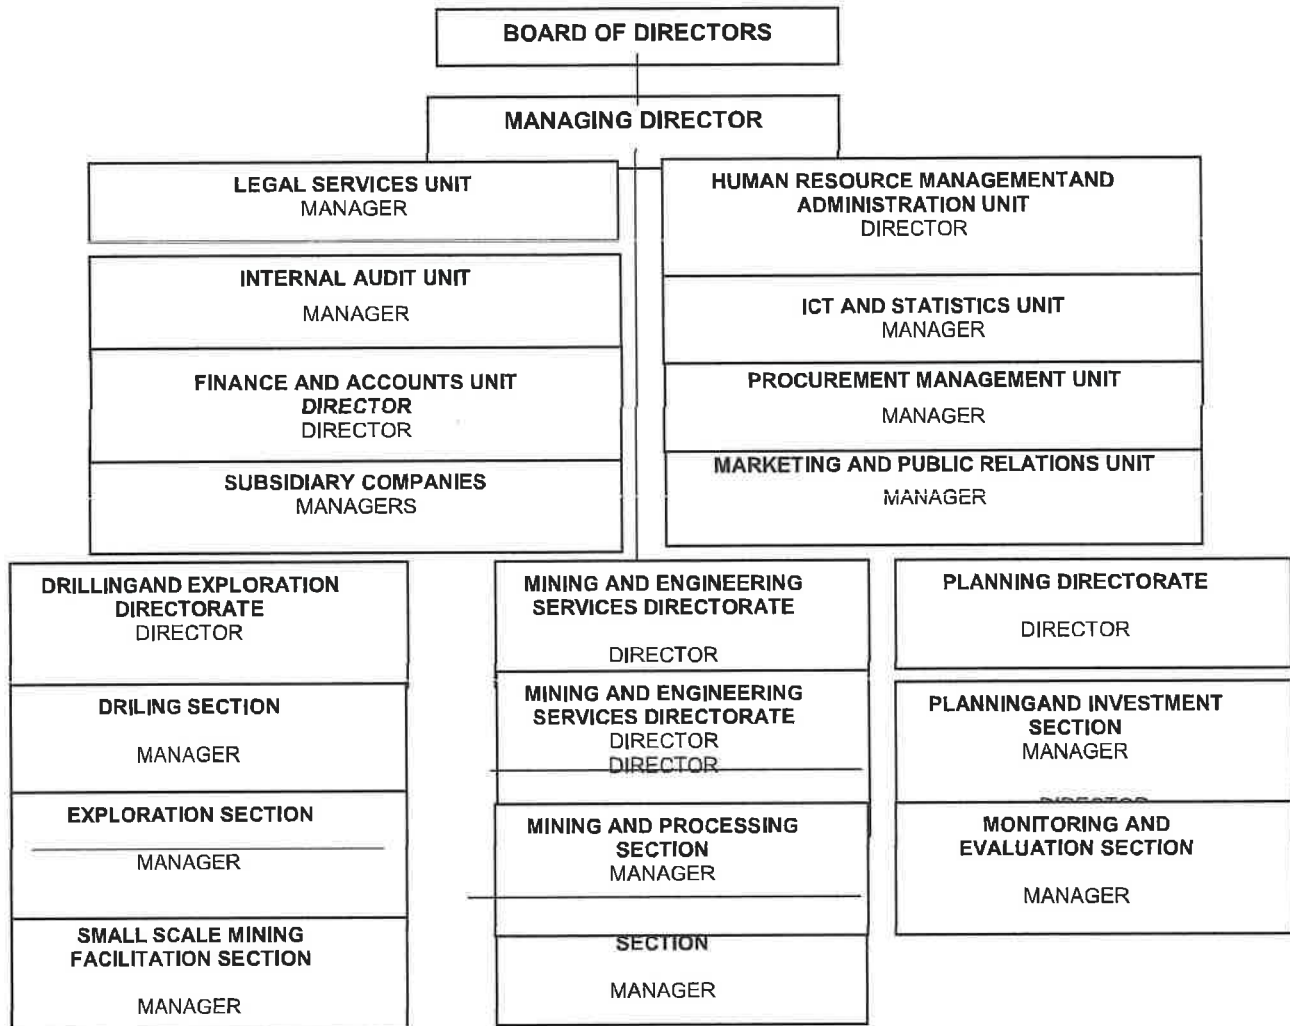 BOARD OF DIRECTORS
MANAGING DIRECTOR
LEGAL SERVICES UNIT
MANAGER
HUMAN RESOURCE MANAGEMENTAND
ADMINISTRATION UNIT
DIRECTOR
INTERNAL AUDIT UNIT
MANAGER
ICT AND STATISTICS UNIT
MANAGER
FINANCE AND ACCOUNTS UNIT
DIRECTOR
DIRECTOR
PROCUREMENT MANAGEMENT UNIT
MANAGER
SUBSIDIARY COMPANIES
MANAGERS
MARKETING AND PUBLIC RELATIONS UNIT
MANAGER
DRILLINGAND EXPLORATION
DIRECTORATE
DIRECTOR
DRILING SECTION
MANAGER
EXPLORATION SECTION
MANAGER
SMALL SCALE MINING
FACILITATION SECTION
MANAGER
MINING AND ENGINEERING
SERVICES DIRECTORATE
DIRECTOR
MINING AND ENGINEERING
SERVICES DIRECTORATE
DIRECTOR
DIRECTOR
MINING AND PROCESSING
SECTION
MANAGER
SECTION
MANAGER
PLANNING DIRECTORATE
DIRECTOR
PLANNINGAND INVESTMENT
SECTION
MANAGER
DIRECTOR
MONITORING AND
EVALUATION SECTION
MANAGER